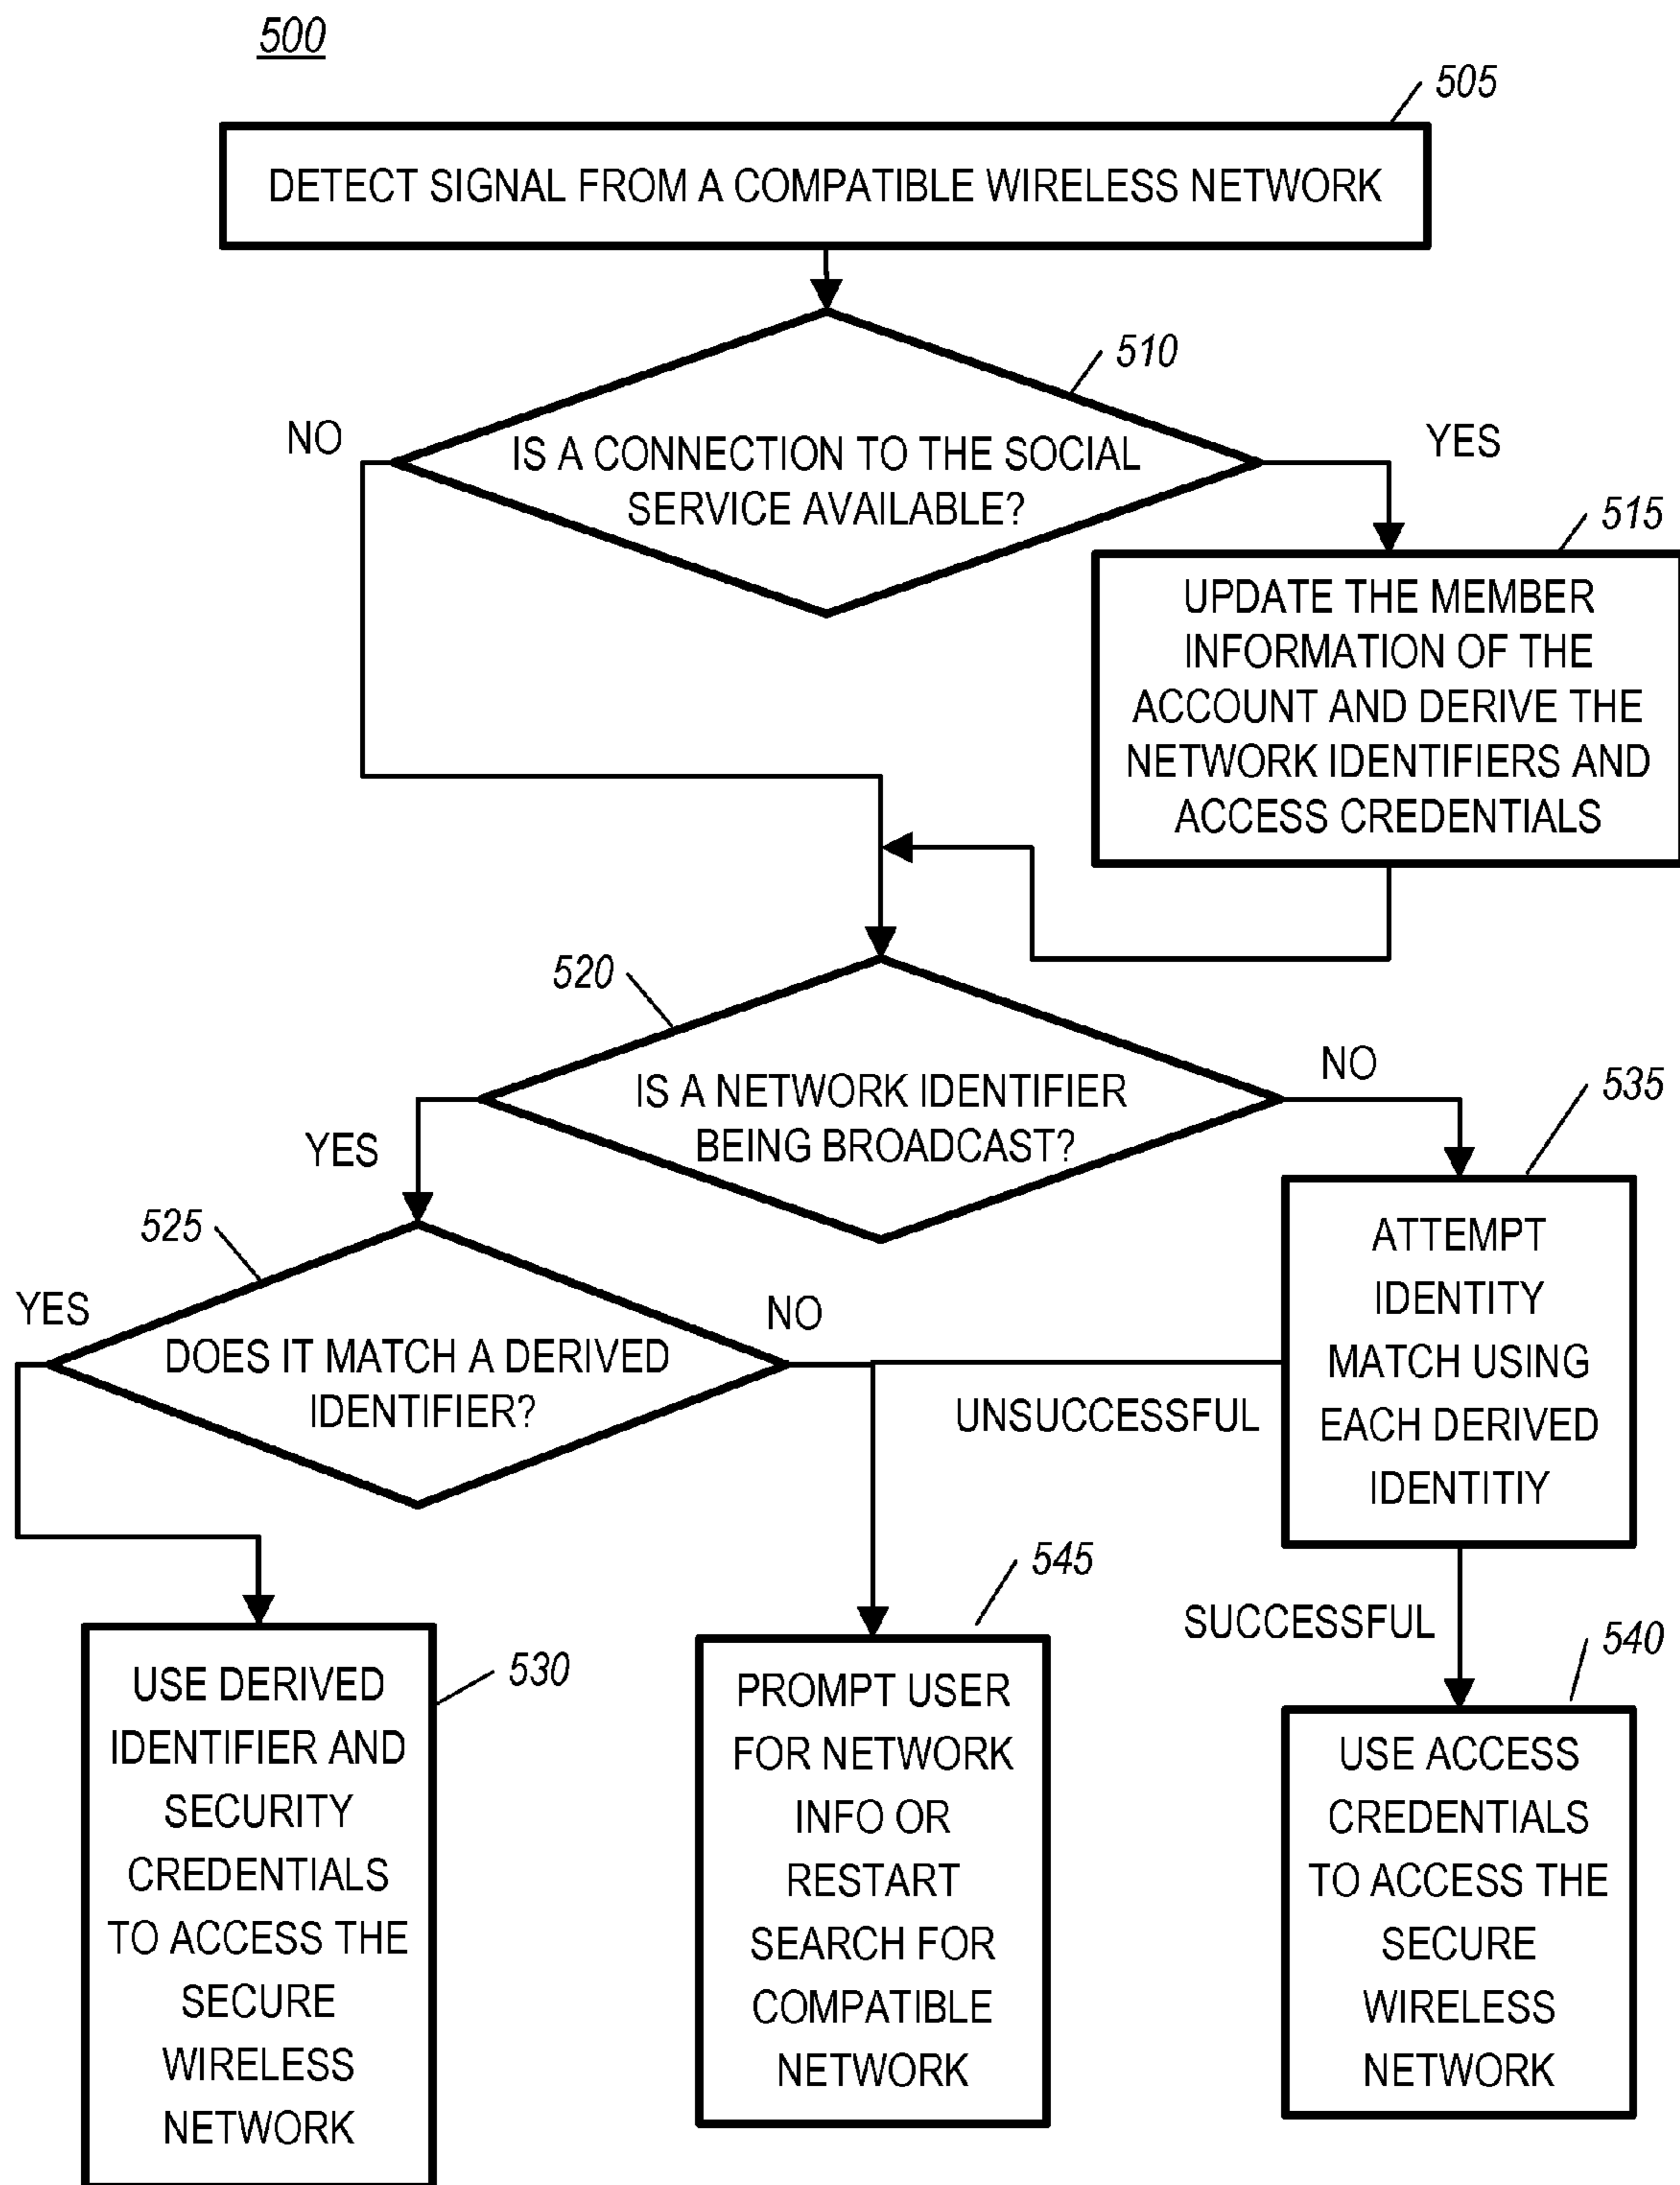 500
505
DETECT SIGNAL FROM A COMPATIBLE WIRELESS NETWORK
510
NO
IS A CONNECTION TO THE SOCIAL
SERVICE AVAILABLE?
YES
515
UPDATE THE MEMBER
INFORMATION OF THE
ACCOUNT AND DERIVE THE
NETWORK IDENTIFIERS AND
ACCESS CREDENTIALS
520
IS A NETWORK IDENTIFIER
BEING BROADCAST?
YES
NO
535
ATTEMPT
IDENTITY
MATCH USING
EACH DERIVED
IDENTITIY
525
YES
DOES IT MATCH A DERIVED
IDENTIFIER?
NO
UNSUCCESSFUL
SUCCESSFUL
530
USE DERIVED
IDENTIFIER AND
SECURITY
CREDENTIALS
TO ACCESS THE
SECURE
WIRELESS
NETWORK
545
PROMPT USER
FOR NETWORK
INFO OR
RESTART
SEARCH FOR
COMPATIBLE
NETWORK
540
USE ACCESS
CREDENTIALS
TO ACCESS THE
SECURE
WIRELESS
NETWORK